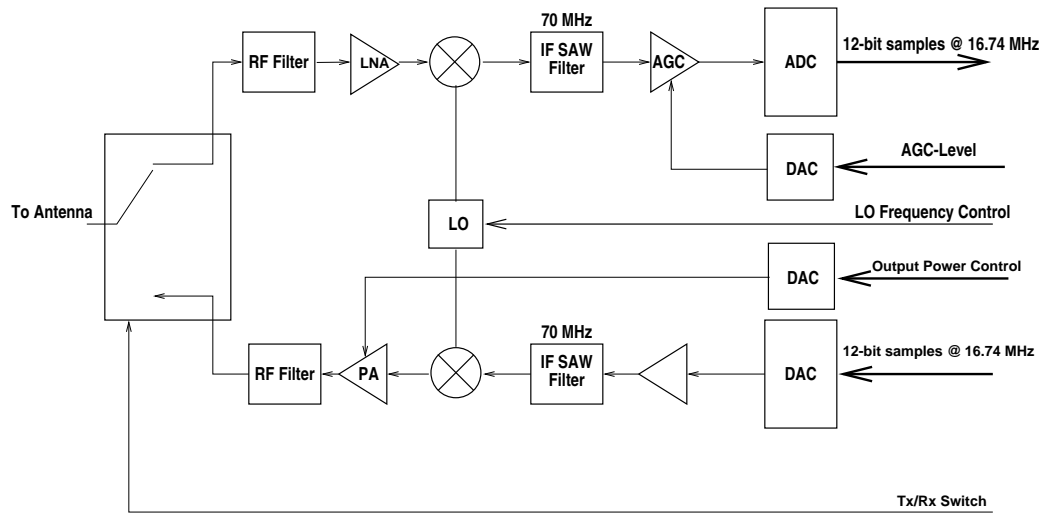 70 MHz
RF Filter
LNA
IF SAW
Filter
AGC
ADC
12-bit samples @ 16.74 MHz
DAC
AGC-Level
To Antenna
LO
LO Frequency Control
DAC
Output Power Control
70 MHz
RF Filter
PA
IF SAW
Filter
DAC
12-bit samples @ 16.74 MHz
Tx/Rx Switch